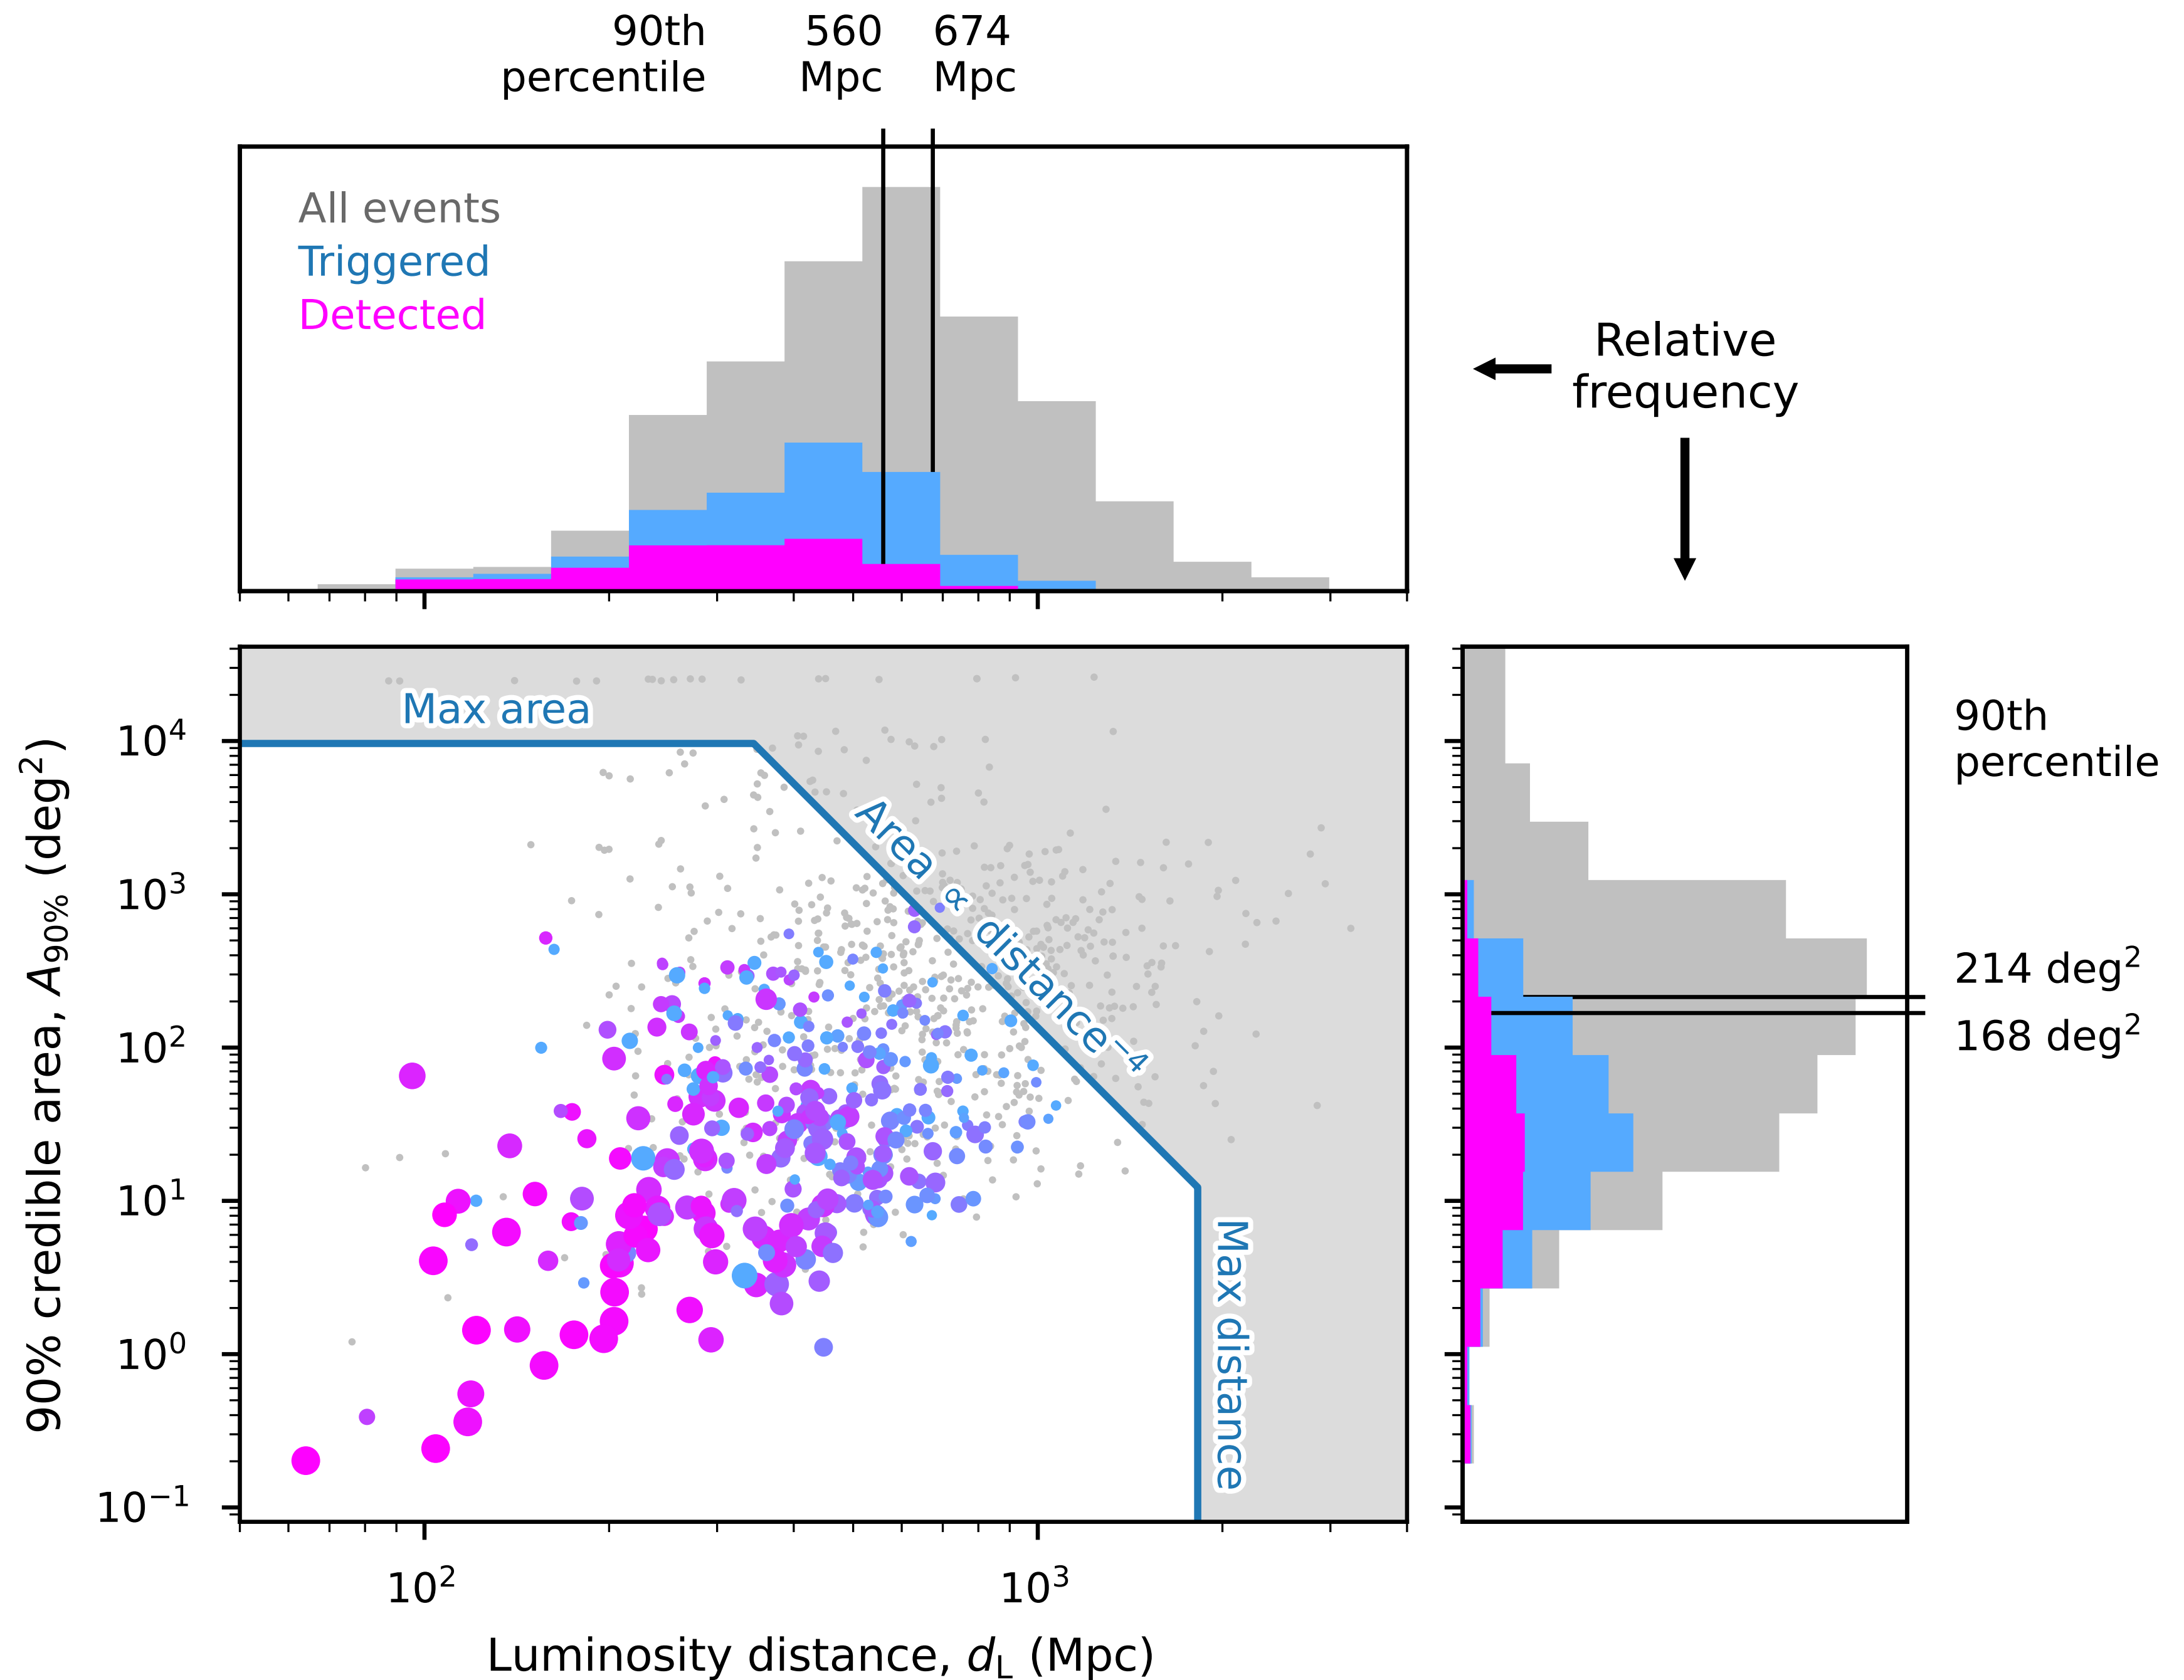 90th percentile
560 Mpc
674 Mpc
All events
Triggered
Detected
Relative
frequency
Max area
Area ∝ distance⁻⁴
Max distance
90th
percentile
214 deg²
168 deg²
10⁴
10³
10²
10¹
10⁰
10⁻¹
90% credible area, A₉₀% (deg²)
10²
10³
Luminosity distance, d_L (Mpc)